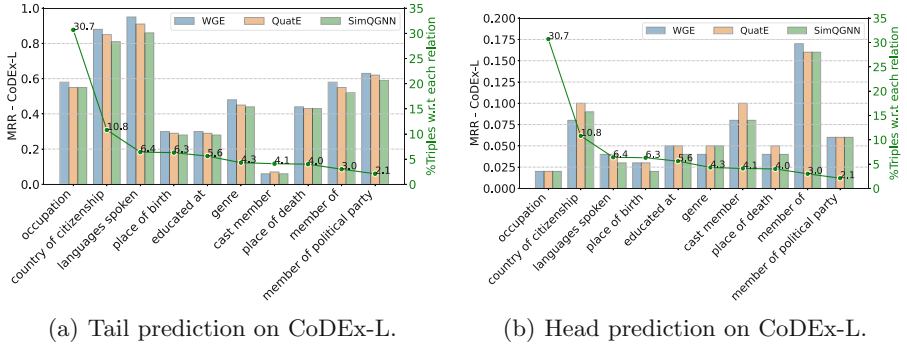 WGE QuatE SimQGNN
MRR - CoDEx-L
1.0
0.8
0.6
0.4
0.2
0.0
30.7
10.8
6.4
6.3
5.6
4.3
4.1
4.0
3.0
2.1
35
30
25
20
15
10
5
0
%Triples w.r.t each relation
occupation
country of citizenship
languages spoken
place of birth
educated at
genre
cast member
place of death
member of
member of political party
(a) Tail prediction on CoDEx-L.
WGE QuatE SimQGNN
MRR - CoDEx-L
0.200
0.175
0.150
0.125
0.100
0.075
0.050
0.025
0.000
30.7
10.8
6.4
6.3
5.6
4.3
4.1
4.0
3.0
2.1
35
30
25
20
15
10
5
0
%Triples w.r.t each relation
occupation
country of citizenship
languages spoken
place of birth
educated at
genre
cast member
place of death
member of
member of political party
(b) Head prediction on CoDEx-L.